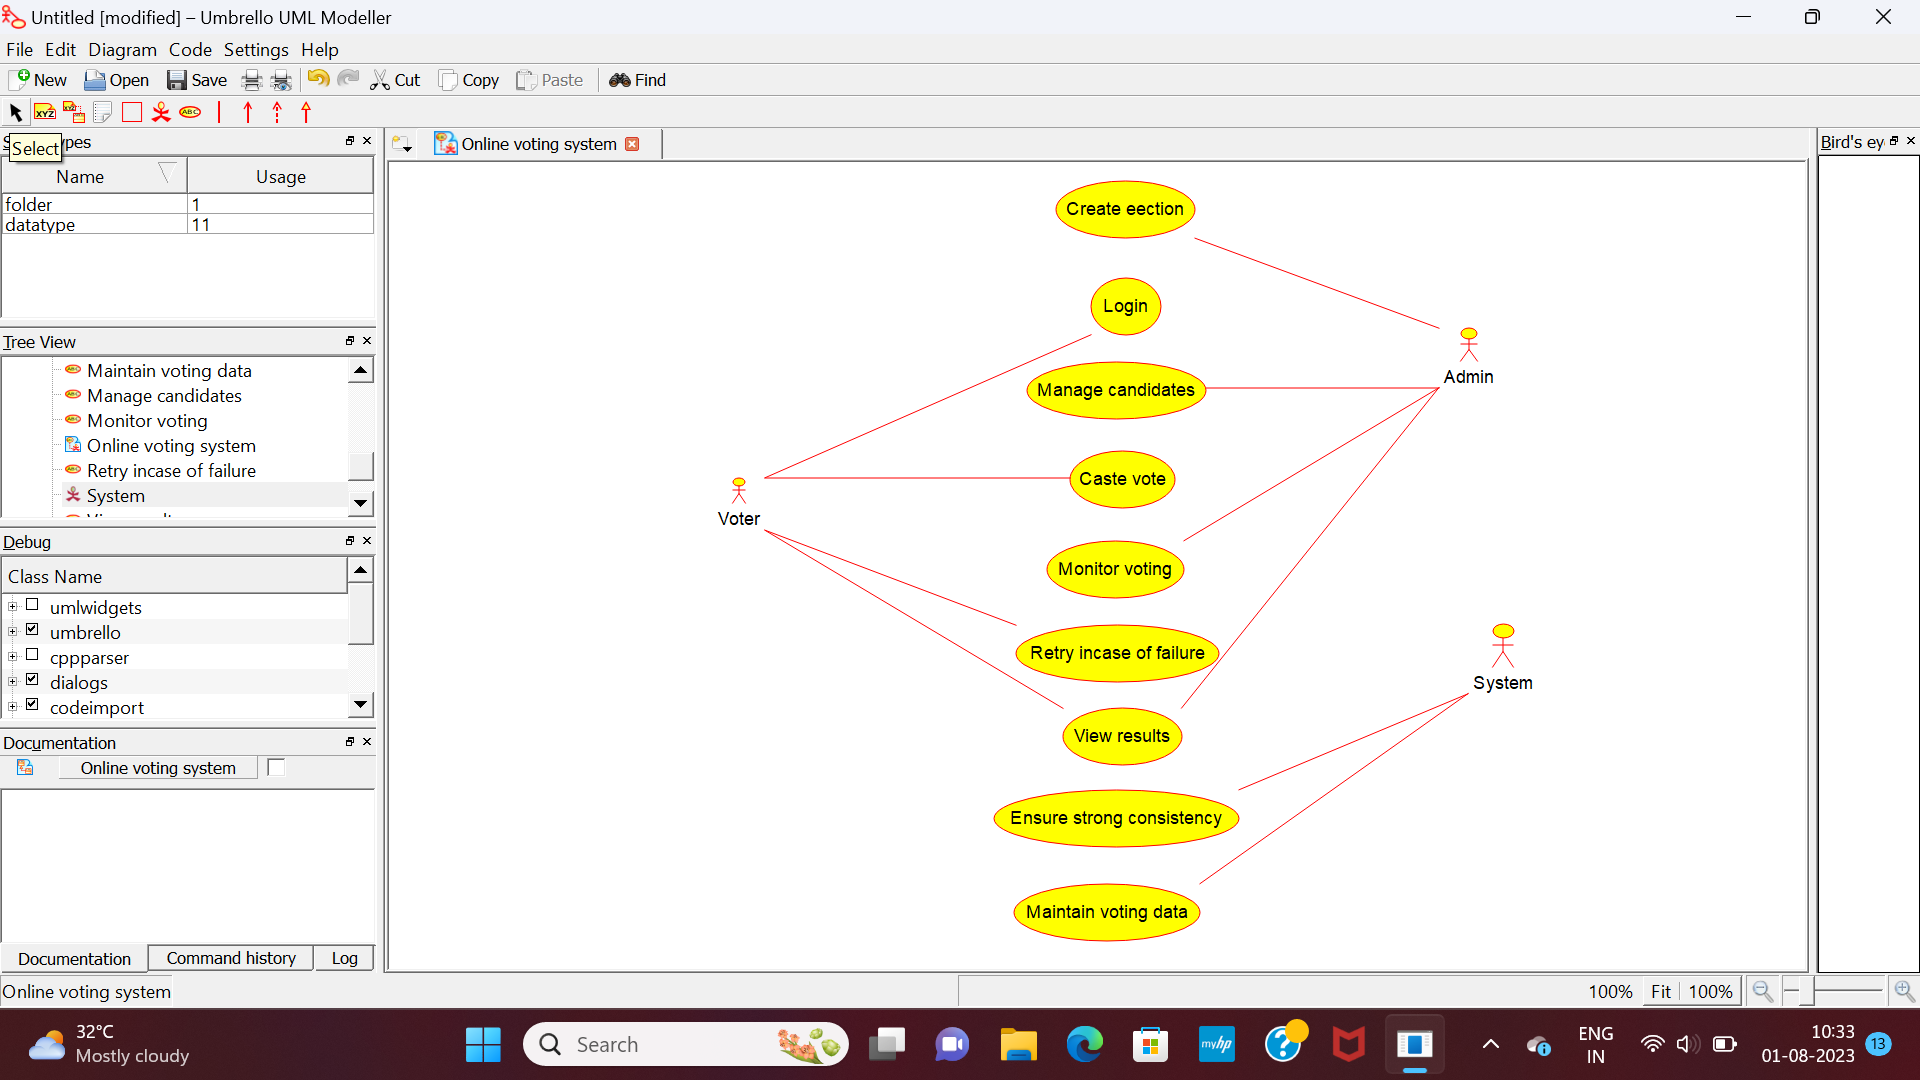 Untitled [modified] – Umbrello UML Modeller
File Edit Diagram Code Settings Help
New Open Save Cut Copy Paste Find
XYZ XYZ ABC
ypes
Select
Name Usage
folder 1
datatype 11
Tree View
Maintain voting data
Manage candidates
Monitor voting
Online voting system
Retry incase of failure
System
Debug
Class Name
umlwidgets
umbrello
cppparser
dialogs
codeimport
Documentation
Online voting system
Documentation Command history Log
Online voting system
Online voting system
Create eection
Login
Manage candidates
Admin
Caste vote
Voter
Monitor voting
Retry incase of failure
System
View results
Ensure strong consistency
Maintain voting data
Bird's ey
100% Fit 100%
32°C
Mostly cloudy
Search
myhp
ENG
IN
10:33
01-08-2023
13